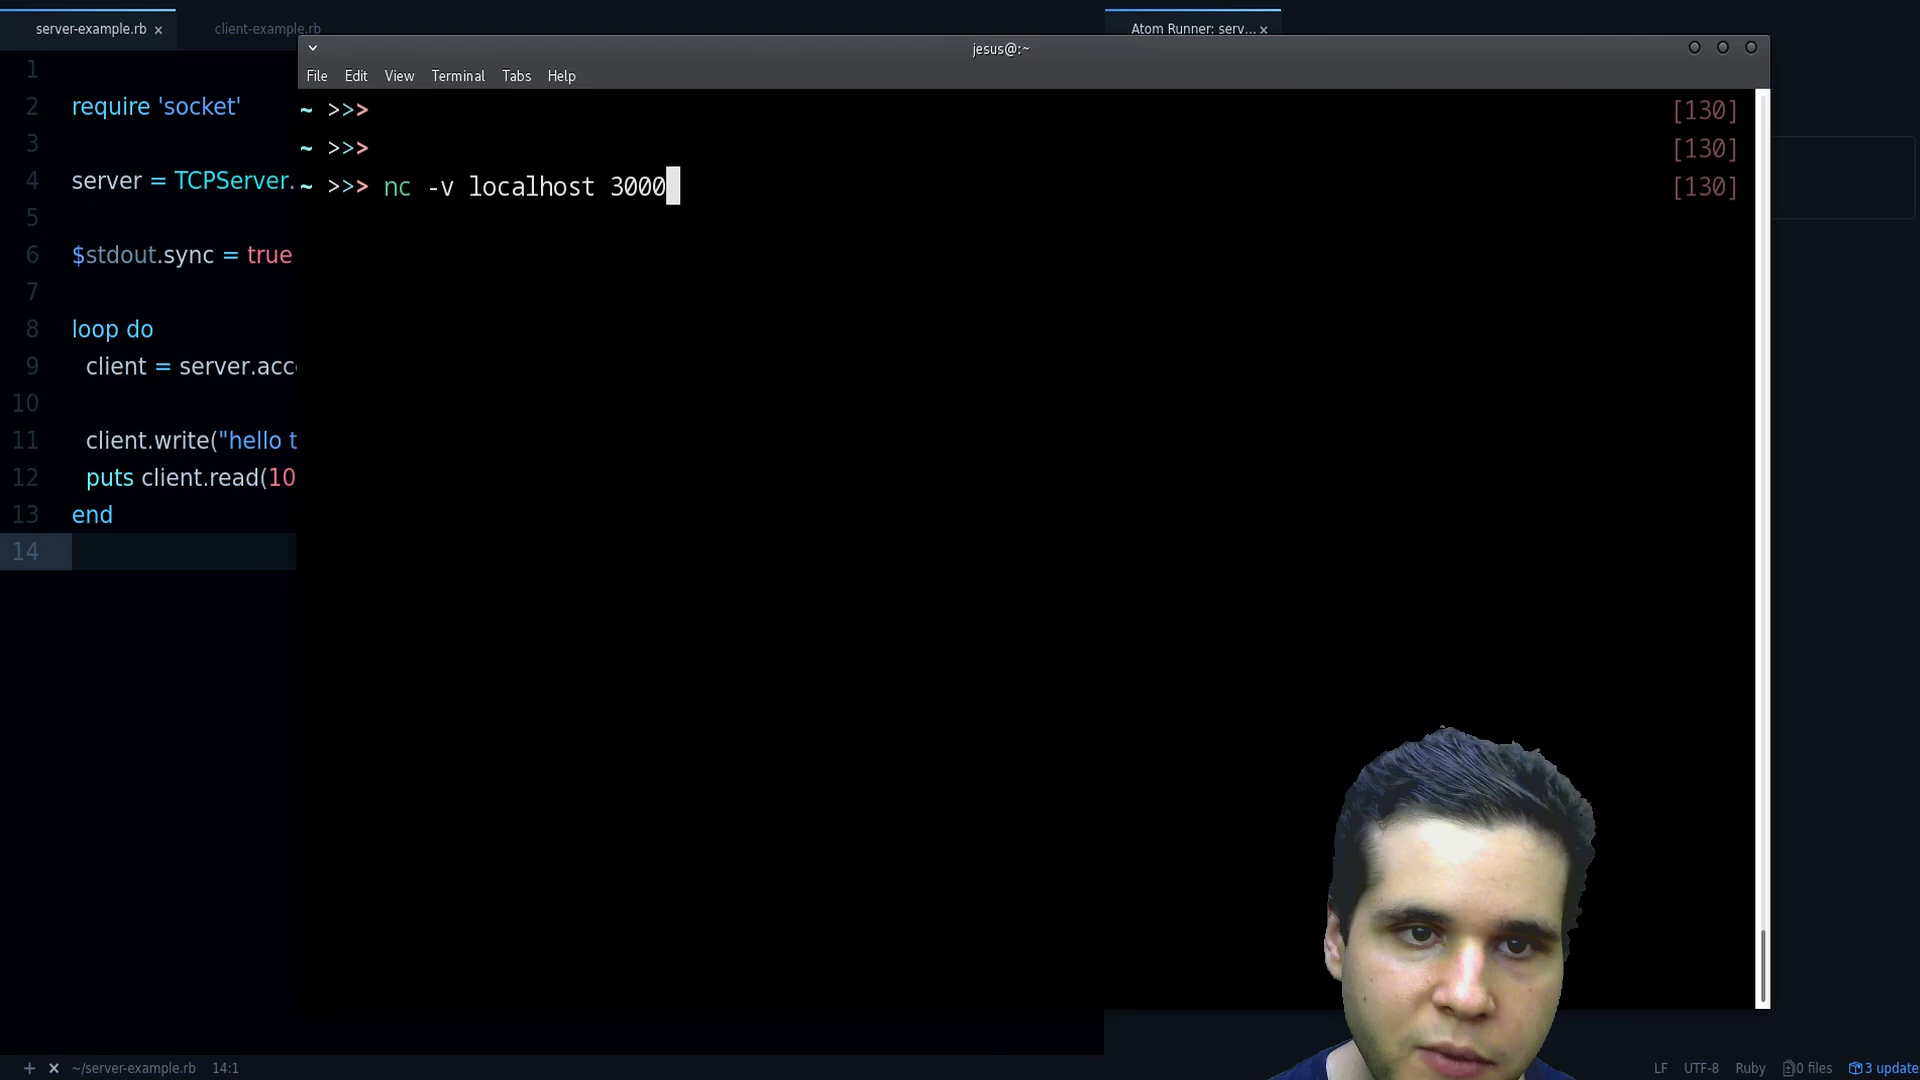 server-example.rb ×
client-example.rb
Atom Runner: serv... ×
jesus@:~
File Edit View Terminal Tabs Help
~ >>> [130]
~ >>> [130]
~ >>> nc -v localhost 3000 [130]
1
2 require 'socket'
3
4 server = TCPServer.
5
6 $stdout.sync = true
7
8 loop do
9 client = server.acc
10
11 client.write("hello t
12 puts client.read(10
13 end
14
+ × ~/server-example.rb 14:1
LF UTF-8 Ruby 0 files 3 update